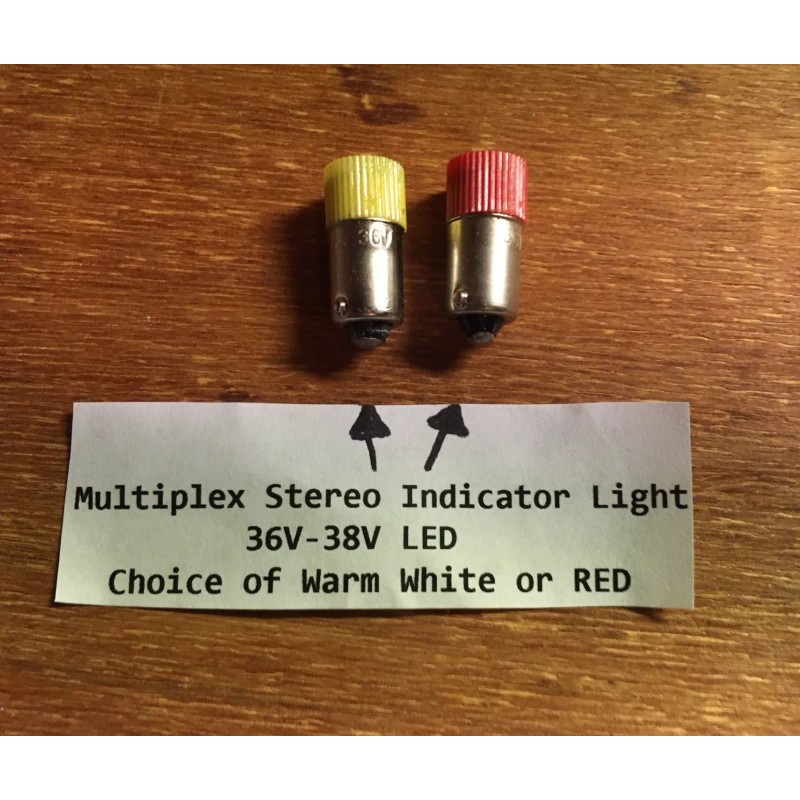 36V
Multiplex Stereo Indicator Light
36V-38V LED
Choice of Warm White or RED